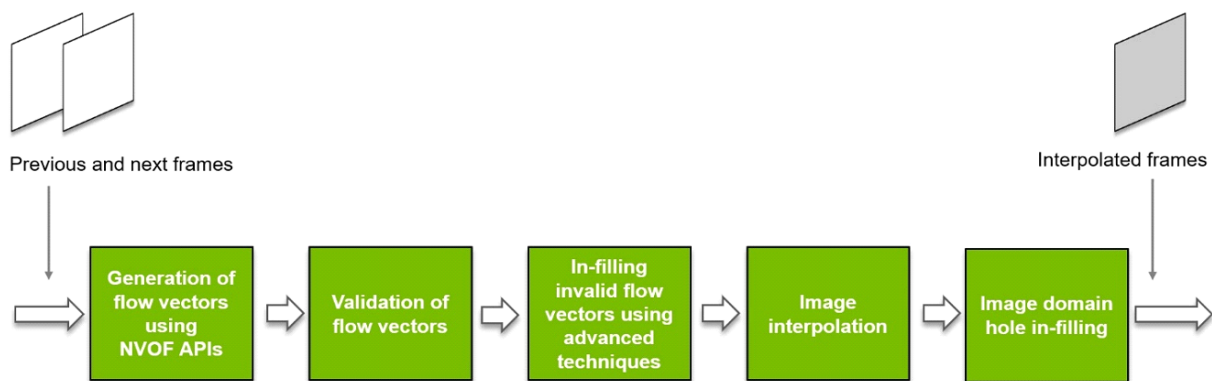 Previous and next frames
Interpolated frames
Generation of
flow vectors
using
NVOF APIs
Validation of
flow vectors
In-filling
invalid flow
vectors using
advanced
techniques
Image
interpolation
Image domain
hole in-filling